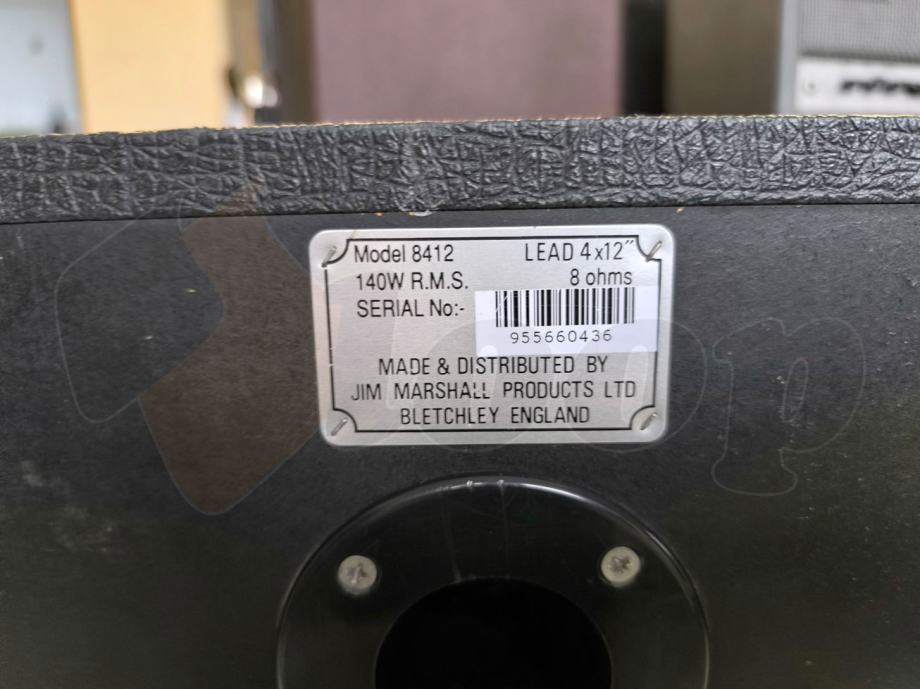 Model 8412 LEAD 4x12"
140W R.M.S. 8 ohms
SERIAL No:-
955660436
MADE & DISTRIBUTED BY
JIM MARSHALL PRODUCTS LTD
BLETCHLEY ENGLAND